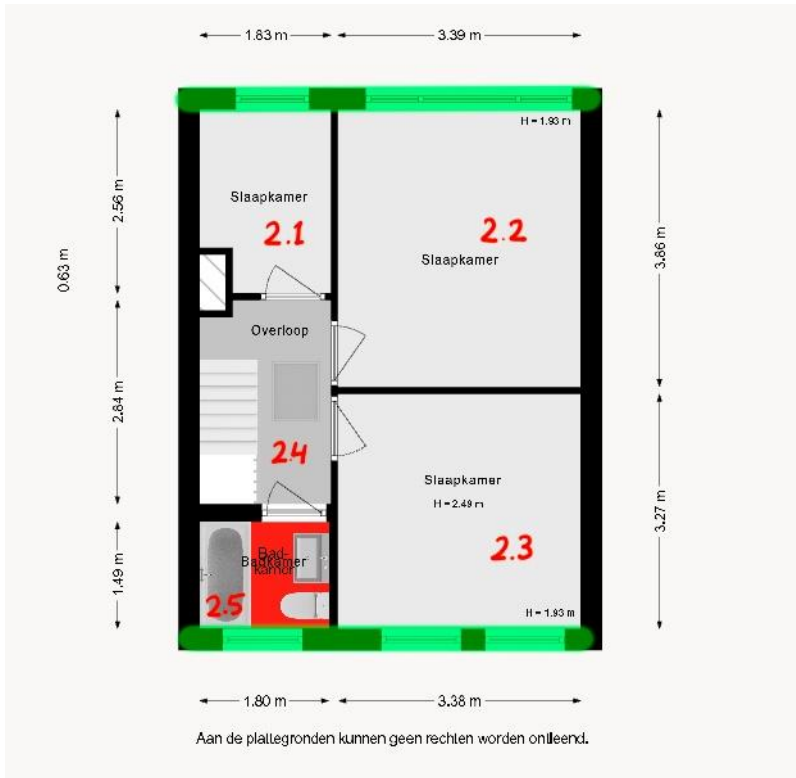 1.83 m
3.39 m
H = 1.93 m
2.56 m
Slaapkamer
2.1
2.2
Slaapkamer
3.86 m
0.63 m
Overloop
2.84 m
2.4
Slaapkamer
H = 2.49 m
2.3
3.27 m
1.49 m
Bad-
kamer
Badkamer
2.5
H = 1.93 m
1.80 m
3.38 m
Aan de plattegronden kunnen geen rechten worden ontleend.